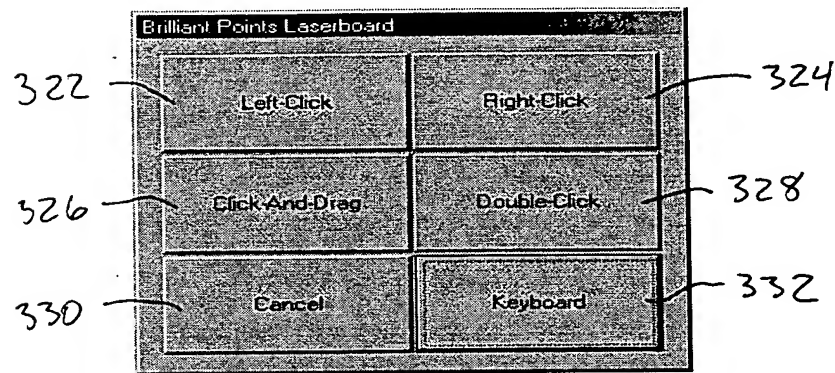 Brilliant Points Laserboard
322 Left-Click Right-Click 324
326 Click-And-Drag Double-Click 328
330 Cancel Keyboard 332